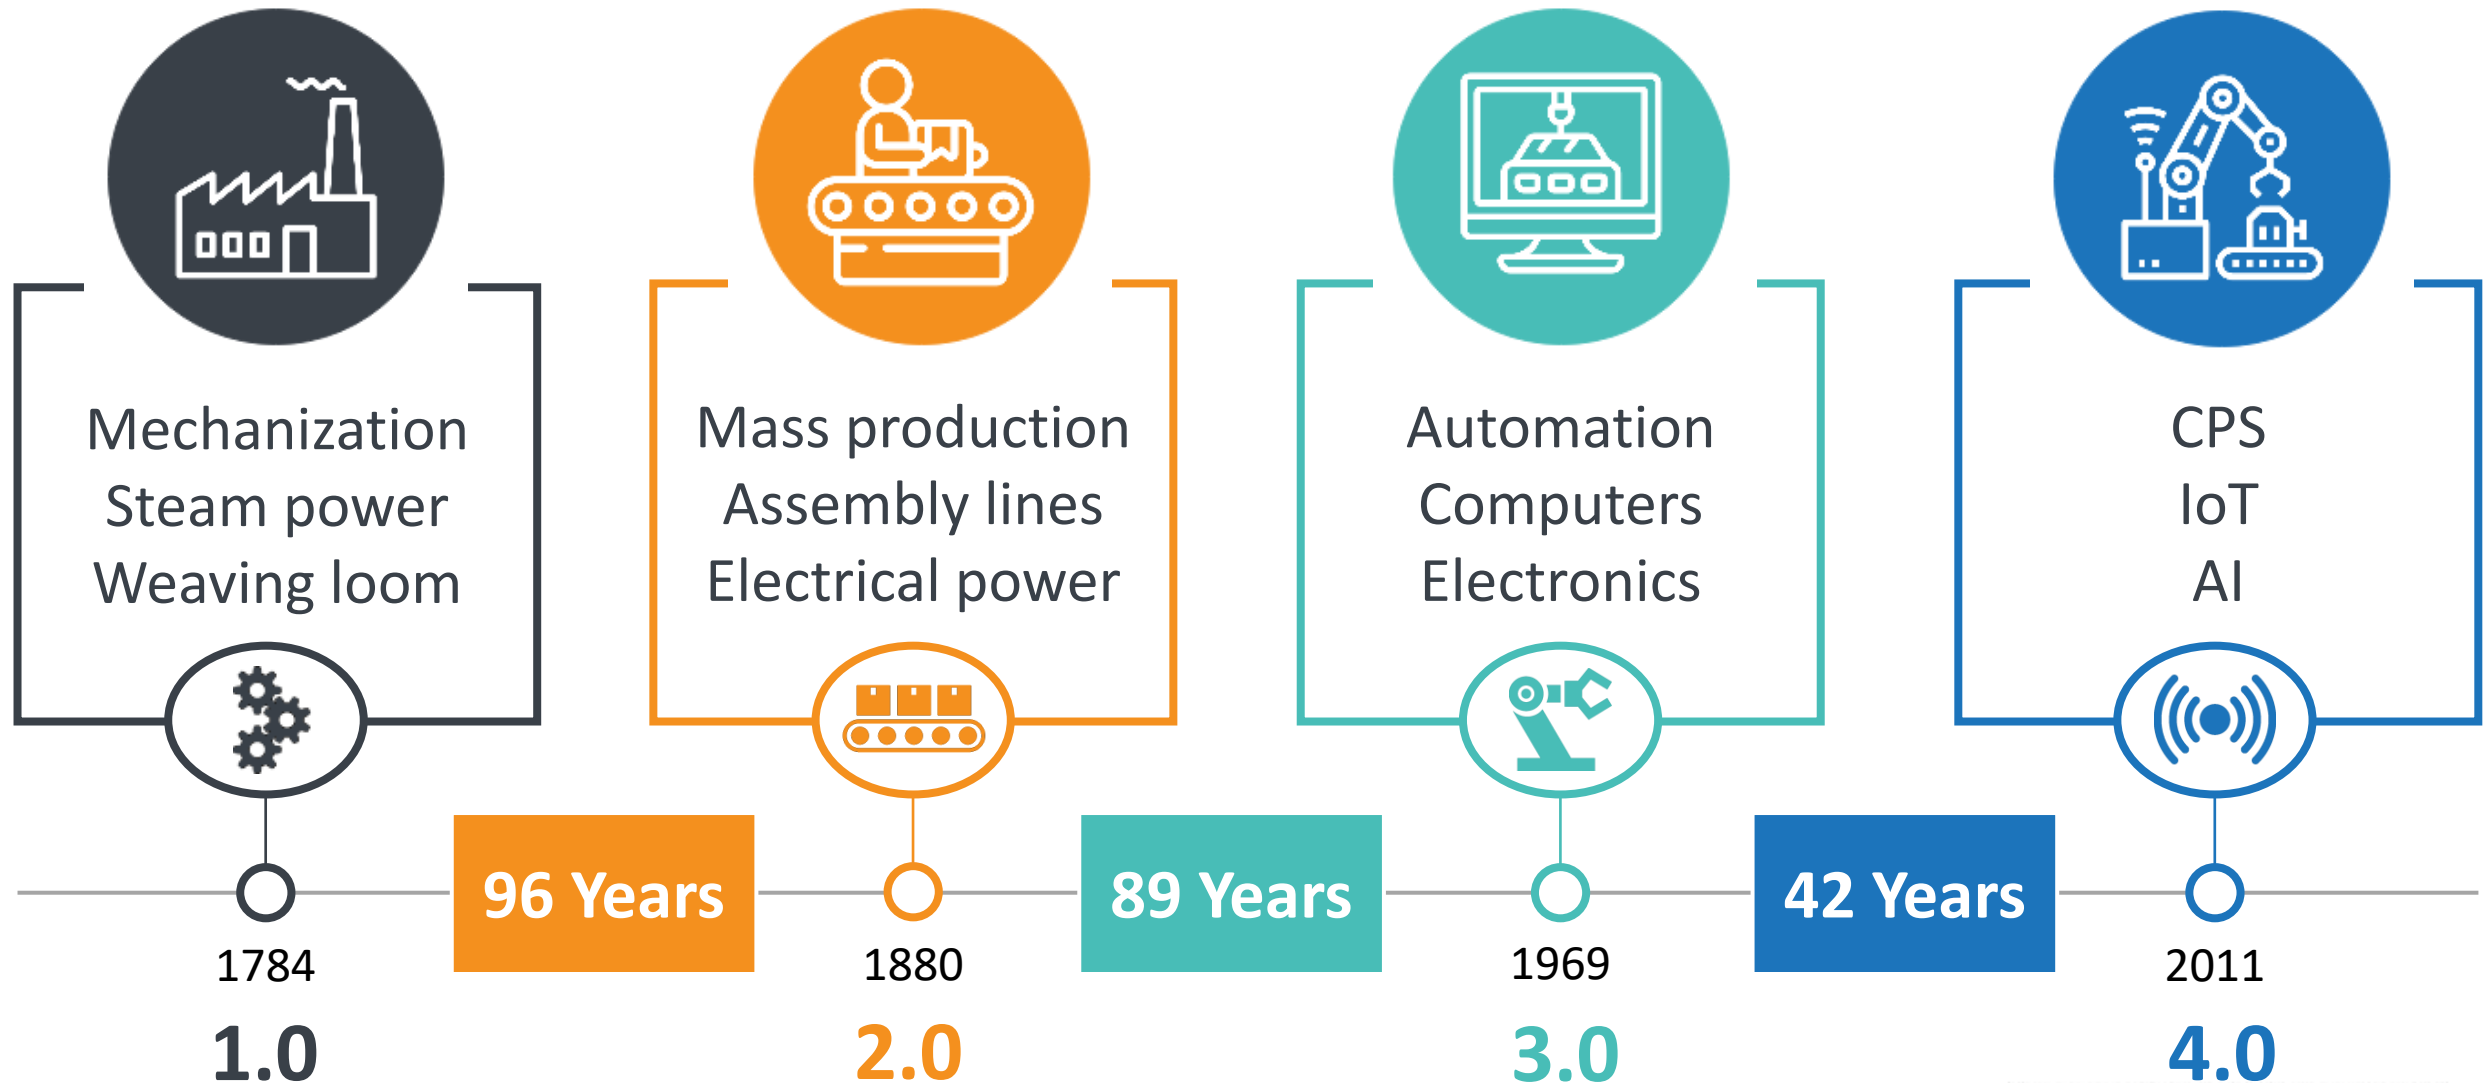 Mechanization
Steam power
Weaving loom
Mass production
Assembly lines
Electrical power
Automation
Computers
Electronics
CPS
IoT
AI
96 Years
89 Years
42 Years
1784
1880
1969
2011
1.0
2.0
3.0
4.0